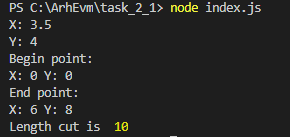 PS C:\ArhEvm\task_2_1> node index.js
X: 3.5
Y: 4
Begin point:
X: 0 Y: 0
End point:
X: 6 Y: 8
Length cut is  10